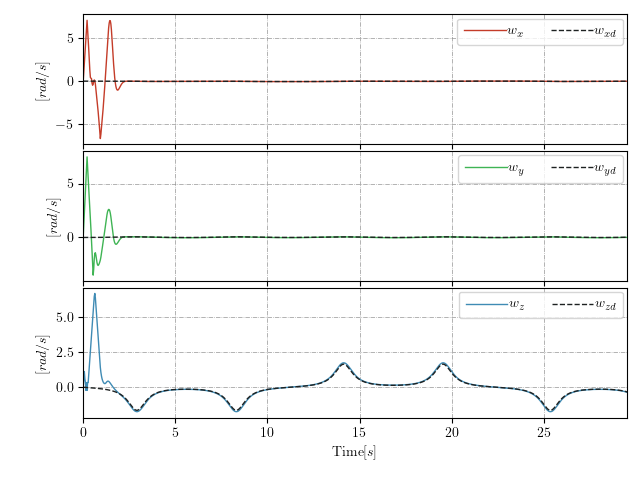 [rad/s]
5
0
−5
w_x w_xd
[rad/s]
5
0
w_y w_yd
[rad/s]
5.0
2.5
0.0
w_z w_zd
0 5 10 15 20 25
Time[s]